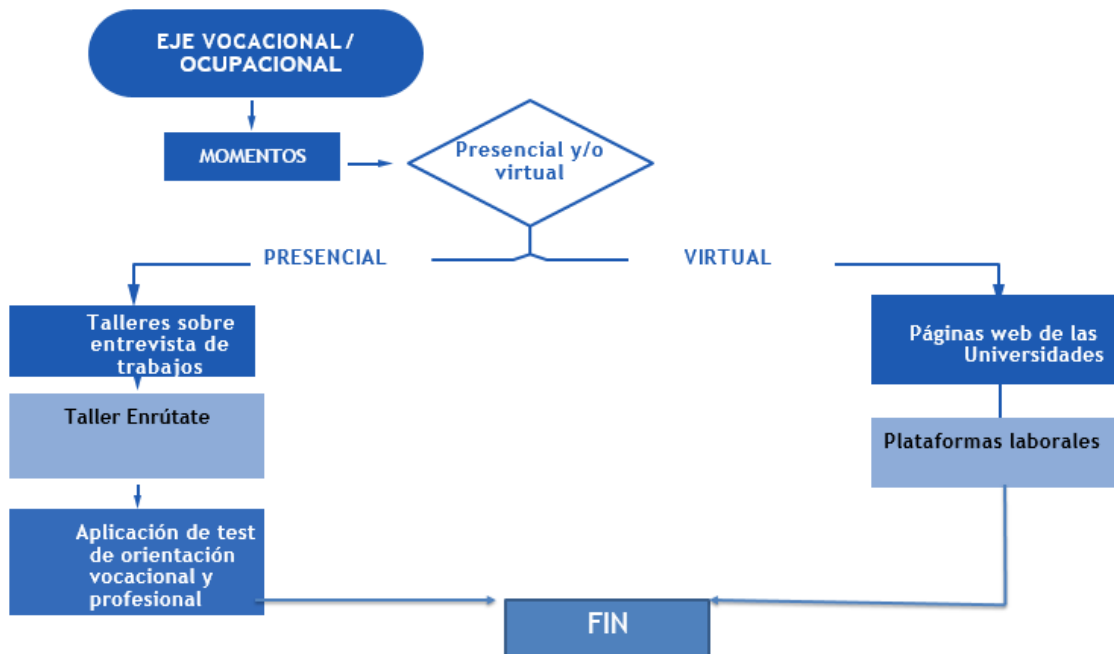 EJE VOCACIONAL/
OCUPACIONAL
MOMENTOS
Presencial y/o
virtual
PRESENCIAL
VIRTUAL
Talleres sobre
entrevista de
trabajos
Taller Enrútate
Aplicación de test
de orientación
vocacional y
profesional
Páginas web de las
Universidades
Plataformas laborales
FIN